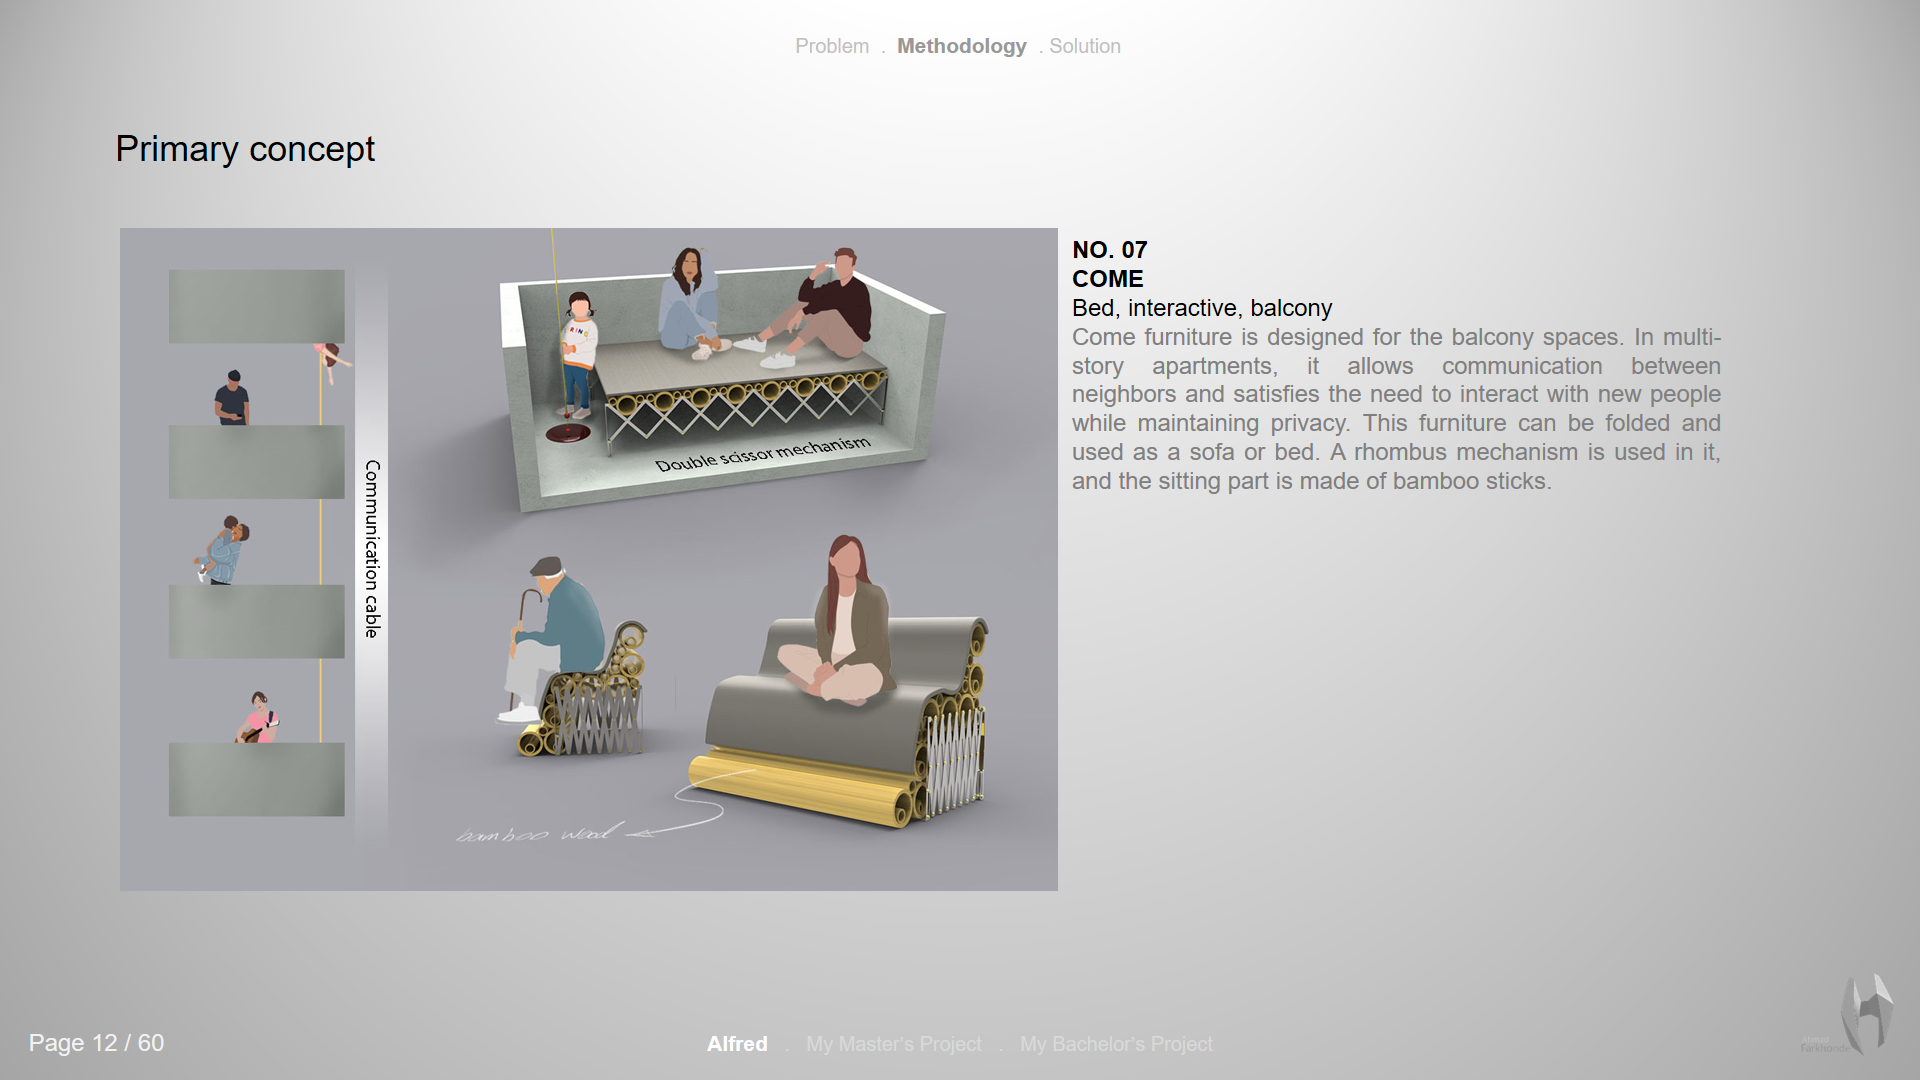 Problem . Methodology . Solution
Primary concept
Communication cable
RING
Double scissor mechanism
bamboo wood
NO. 07
COME
Bed, interactive, balcony
Come furniture is designed for the balcony spaces. In multi-
story apartments, it allows communication between
neighbors and satisfies the need to interact with new people
while maintaining privacy. This furniture can be folded and
used as a sofa or bed. A rhombus mechanism is used in it,
and the sitting part is made of bamboo sticks.
Page 12 / 60
Alfred . My Master's Project . My Bachelor's Project
Ahmad
Farkhonde